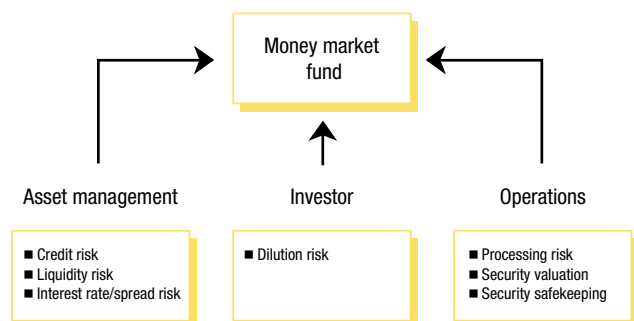 Money market
fund
Asset management
Investor
Operations
■ Credit risk
■ Liquidity risk
■ Interest rate/spread risk
■ Dilution risk
■ Processing risk
■ Security valuation
■ Security safekeeping